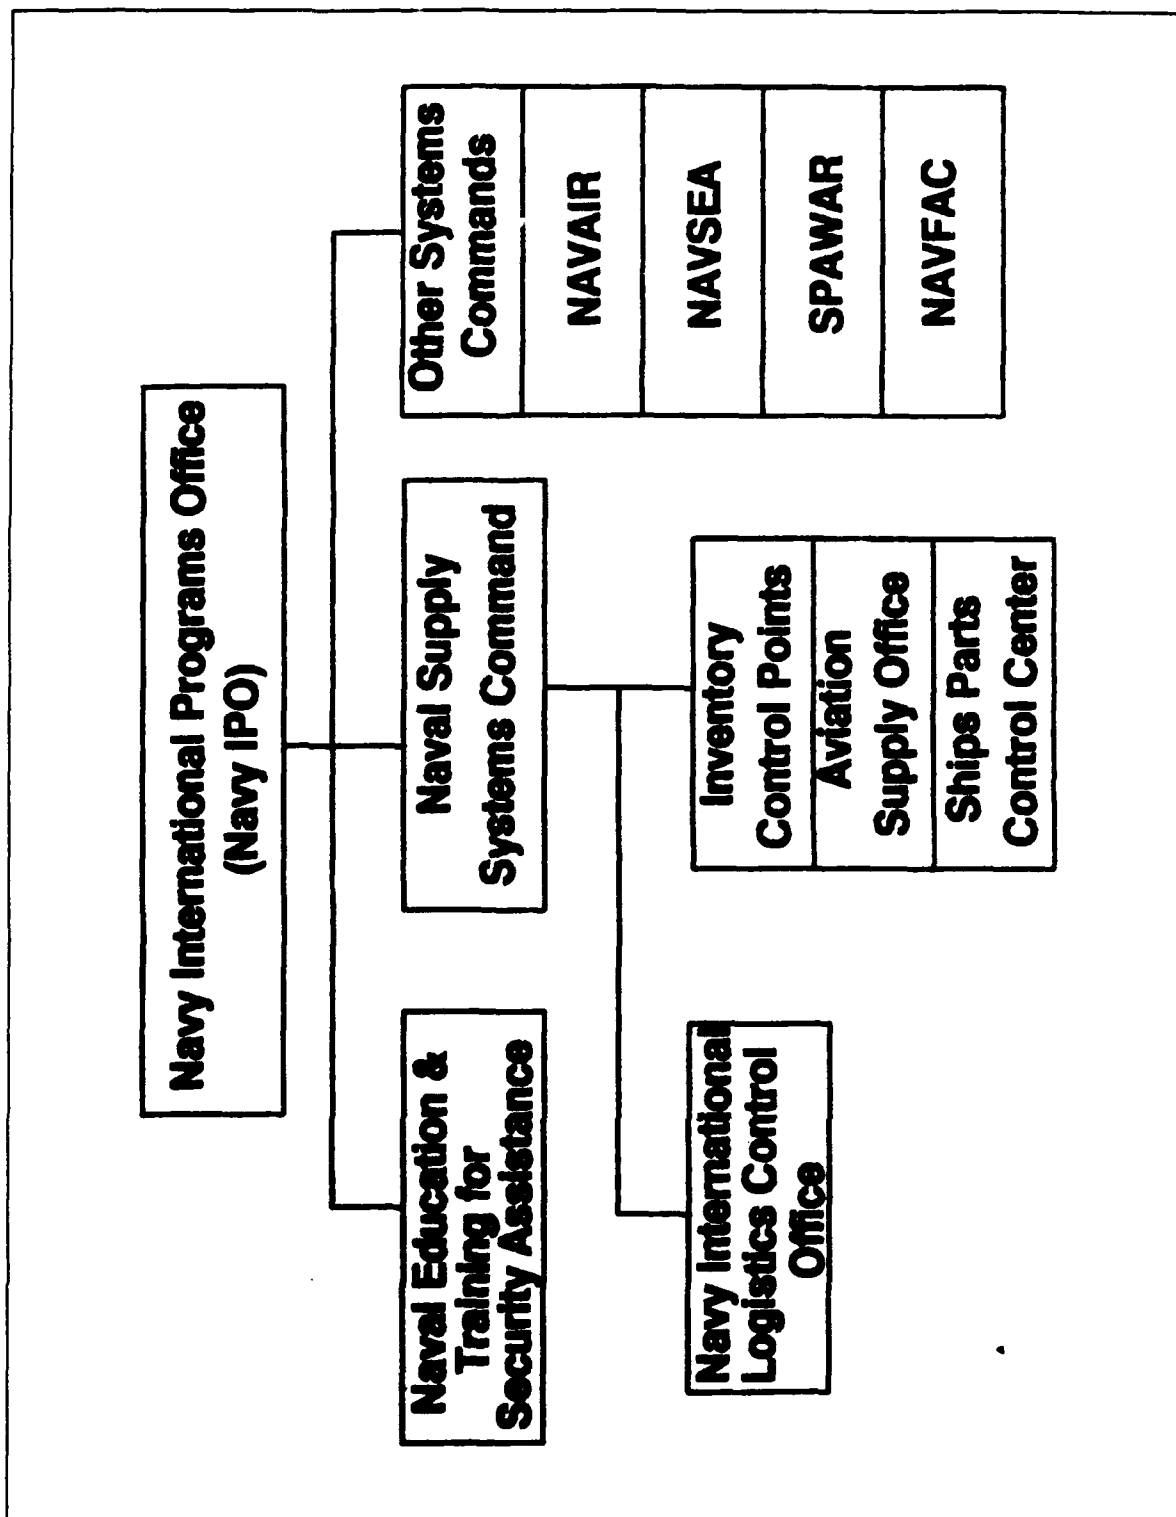 Navy International Programs Office
(Navy IPO)
Naval Education &
Training for
Security Assistance
Naval Supply
Systems Command
Other Systems
Commands
NAVAIR
NAVSEA
SPAWAR
NAVFAC
Navy International
Logistics Control
Office
Inventory
Control Points
Aviation
Supply Office
Ships Parts
Control Center